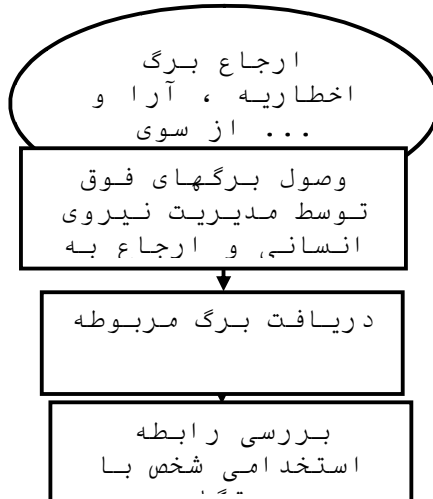 ارجاع برگ
اخطاریه ، آرا و
... از سوی
وصول برگهای فوق
توسط مدیریت نیروی
انسانی و ارجاع به
دریافت برگ مربوطه
بررسی رابطه
استخدامی شخص با